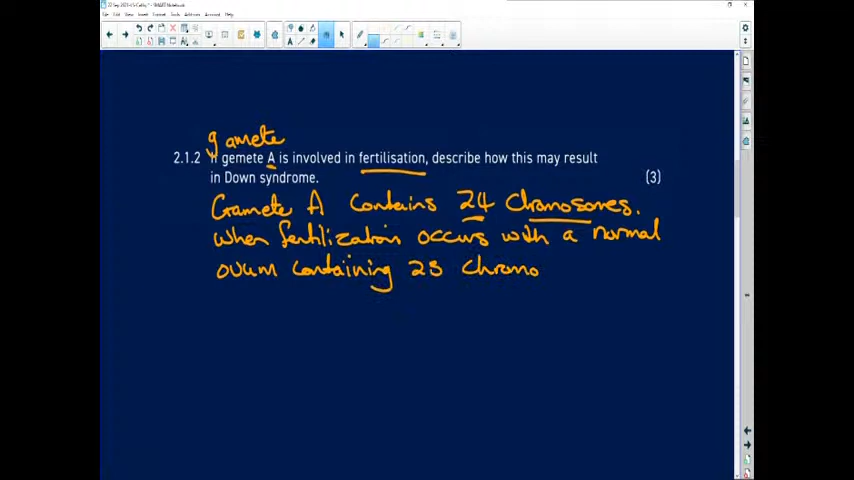 gamete
2.1.2 If gemete A is involved in fertilisation, describe how this may result
in Down syndrome. (3)
Gamete A contains 24 chromosomes.
When fertilization occurs with a normal
ovum containing 23 chromo